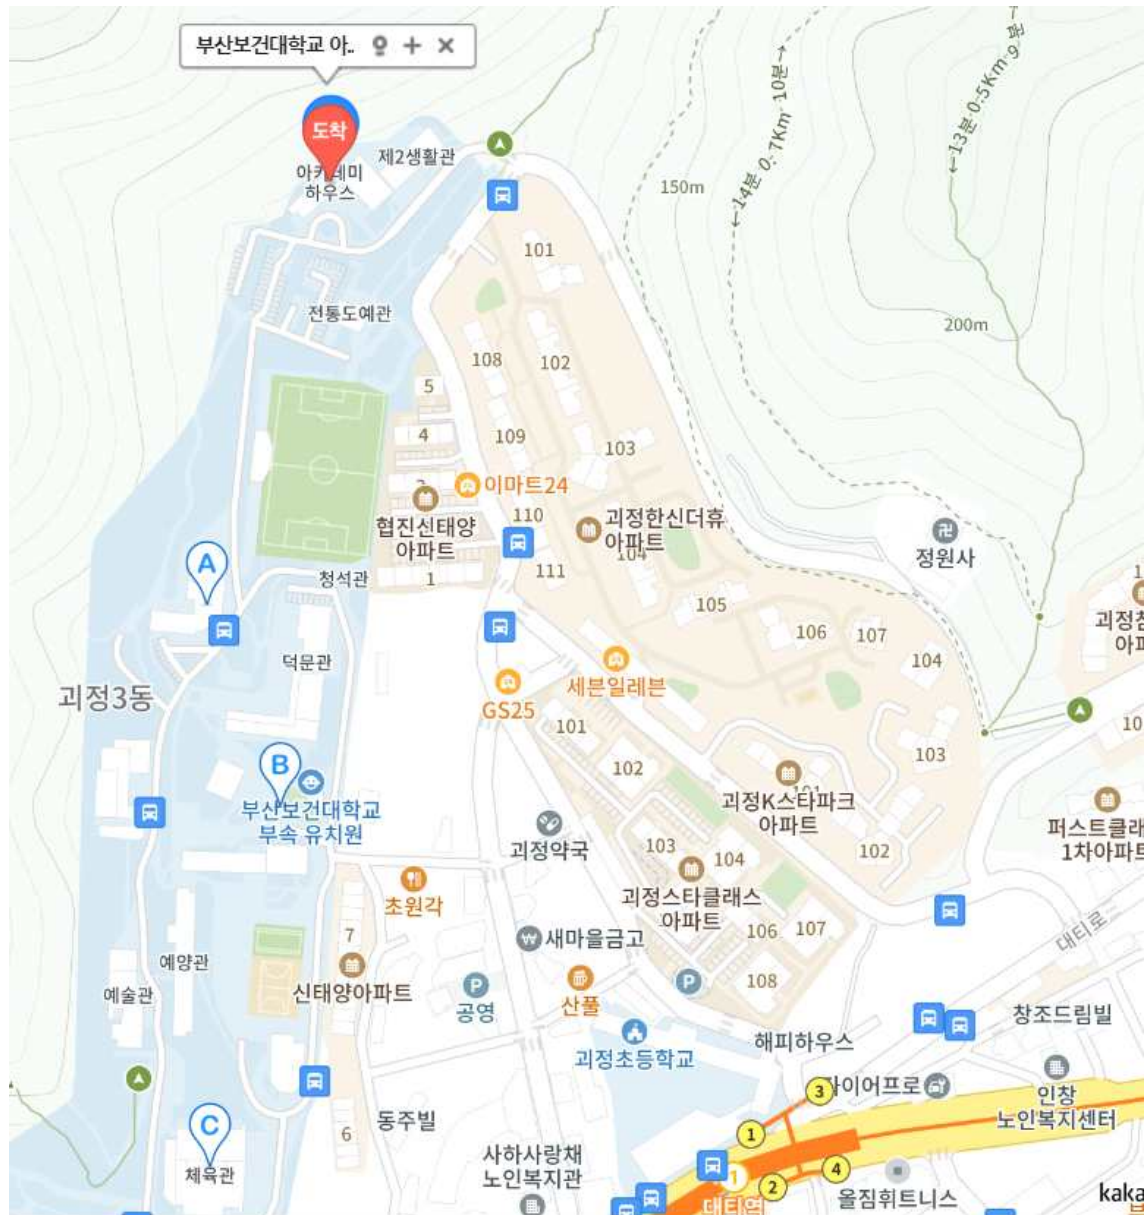 부산보건대학교 아..
도착
아카데미
하우스
제2생활관
150m
←14분 0.7Km 10분→
←13분 0.5Km 9분→
101
전통도예관
200m
108
102
5
4
109
103
이마트24
110
협진신태양
아파트
괴정한신더휴
아파트
정원사
111
1
청석관
A
105
106
107
104
덕문관
괴정3동
세븐일레븐
GS25
101
102
103
B
부산보건대학교
부속 유치원
괴정K스타파크
아파트
괴정약국
102
퍼스트클래
1차아파트
103
104
초원각
괴정스타클래스
아파트
106
107
대티로
7
새마을금고
예양관
예술관
신태양아파트
P
공영
산풀
P
108
창조드림빌
해피하우스
괴정초등학교
3
타이어프로
인창
노인복지센터
1
C
체육관
동주빌
6
사하사랑채
노인복지관
1
대티역
2
4
올짐휘트니스
kaka